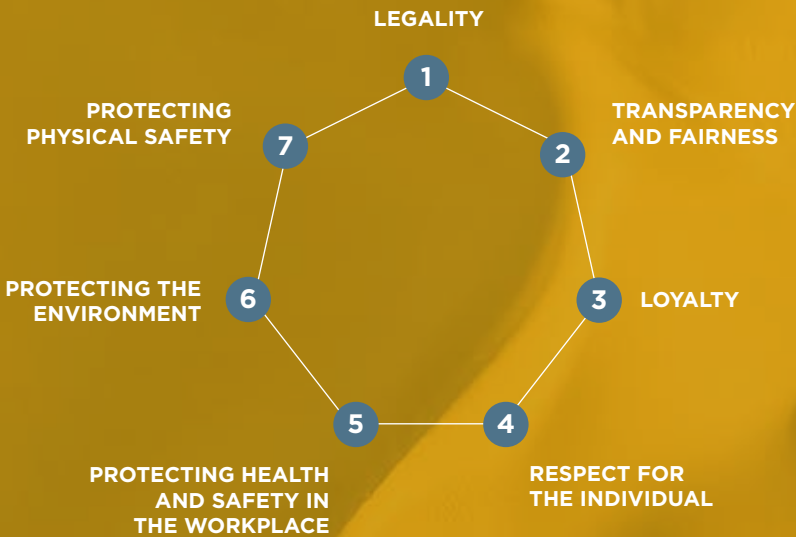 LEGALITY
1
TRANSPARENCY
AND FAIRNESS
2
3
LOYALTY
4
RESPECT FOR
THE INDIVIDUAL
5
PROTECTING HEALTH
AND SAFETY IN
THE WORKPLACE
6
PROTECTING THE
ENVIRONMENT
7
PROTECTING
PHYSICAL SAFETY